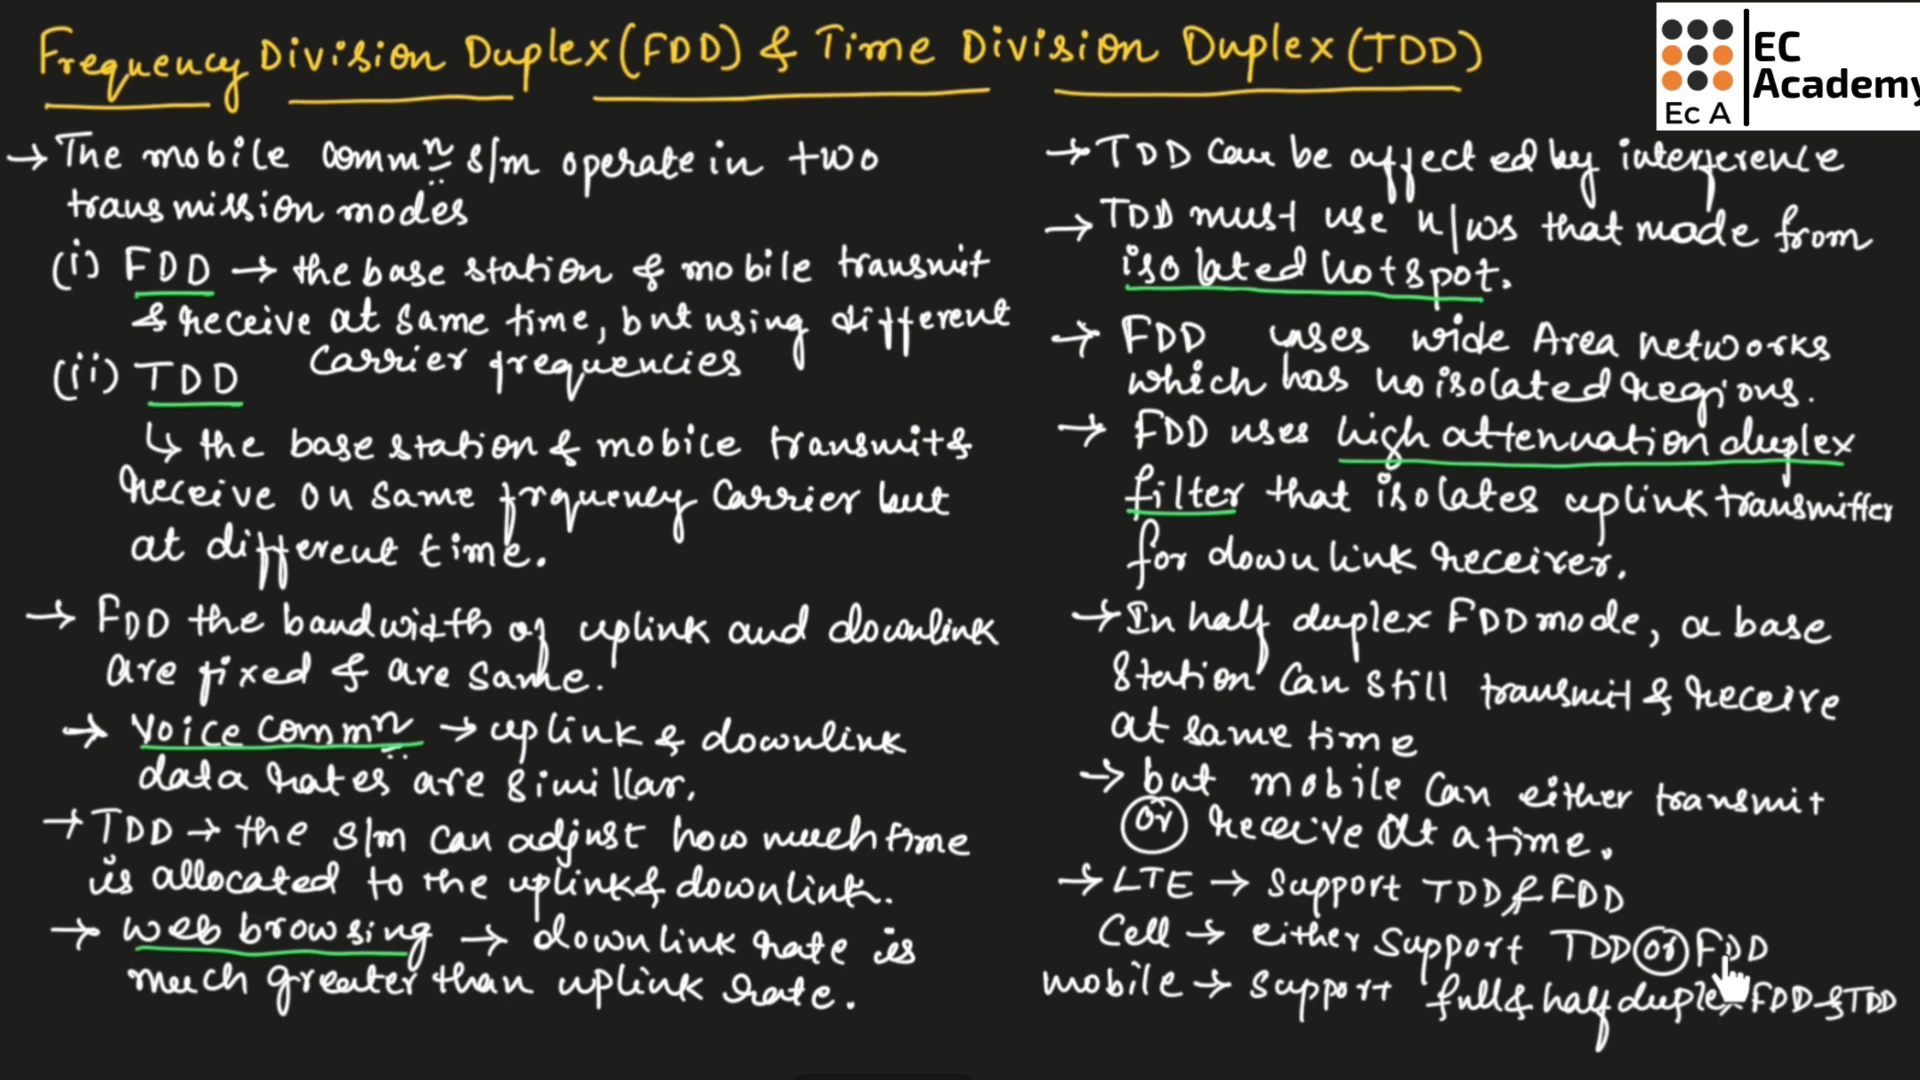 Frequency Division Duplex (FDD) & Time Division Duplex (TDD)
EC
Academy
Ec A
→ The mobile commⁿ s/m operate in two
transmission modes
(i) FDD → the base station & mobile transmit
& receive at same time, but using different
carrier frequencies
(ii) TDD
↳ the base station & mobile transmit &
receive on same frquency carrier but
at different time.
→ FDD the bandwidth of uplink and downlink
are fixed & are same.
→ Voice commⁿ → uplink & downlink
data rates are simillar.
→ TDD → the s/m can adjust how much time
is allocated to the uplink & downlink.
→ web browsing → downlink rate is
much greater than uplink rate.
→ TDD can be affected by interference
→ TDD must use n/ws that made from
isolated hotspot.
→ FDD uses wide Area networks
which has no isolated regions.
→ FDD uses high attenuation duplex
filter that isolates uplink transmitter
for downlink receiver.
→ In half duplex FDD mode, a base
station can still transmit & receive
at same time
→ but mobile can either transmit
or receive at a time.
→ LTE → Support TDD & FDD
Cell → either Support TDD or FDD
mobile → Support full & half duplex FDD & TDD